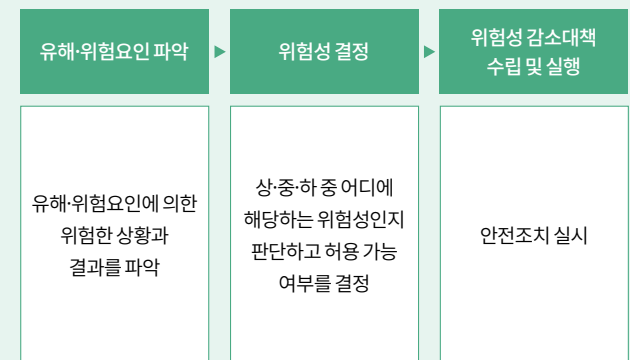 유해·위험요인 파악
위험성 결정
위험성 감소대책
수립 및 실행
유해·위험요인에 의한
위험한 상황과
결과를 파악
상·중·하 중 어디에
해당하는 위험성인지
판단하고 허용 가능
여부를 결정
안전조치 실시